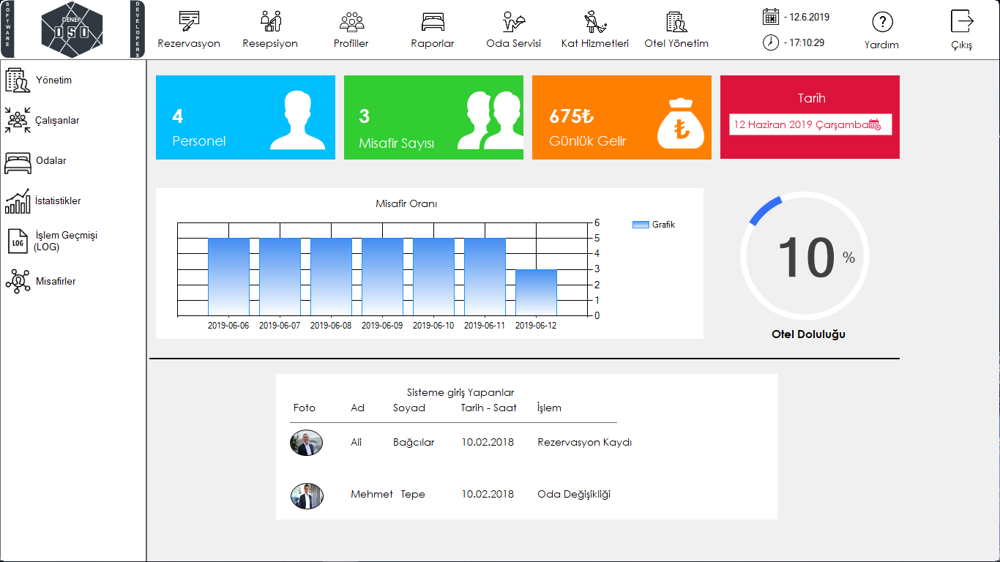 SOFTWARE
DENEP
DSD
DEVELOPERS
Rezervasyon
Resepsiyon
Profiller
Raporlar
Oda Servisi
Kat Hizmetleri
Otel Yönetim
- 12.6.2019
- 17:10:29
?
Yardım
Çıkış
Yönetim
Çalışanlar
Odalar
İstatistikler
LOG
İşlem Geçmişi
(LOG)
Misafirler
4
Personel
3
Misafir Sayısı
675₺
Günlük Gelir
₺
Tarih
12 Haziran 2019 Çarşamba
Misafir Oranı
Grafik
6
5
4
3
2
1
0
2019-06-06 2019-06-07 2019-06-08 2019-06-09 2019-06-10 2019-06-11 2019-06-12
10 %
Otel Doluluğu
Sisteme giriş Yapanlar
Foto Ad Soyad Tarih - Saat İşlem
Ali Bağcılar 10.02.2018 Rezervasyon Kaydı
Mehmet Tepe 10.02.2018 Oda Değişikliği